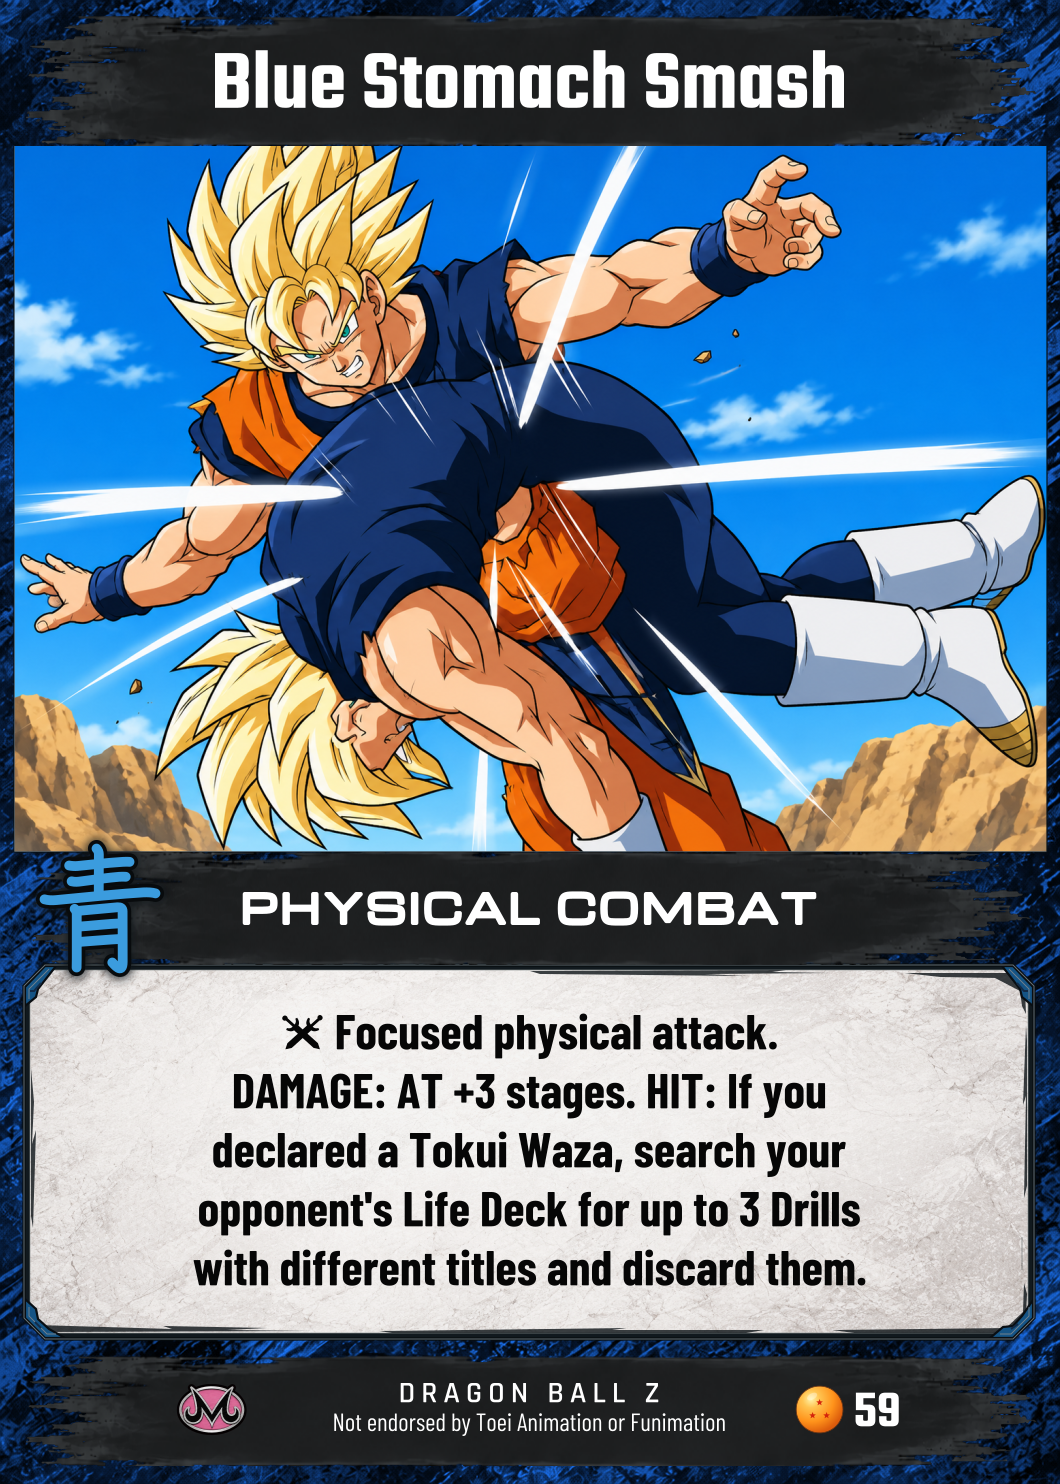 Blue Stomach Smash
青
PHYSICAL COMBAT
Focused physical attack.
DAMAGE: AT +3 stages. HIT: If you
declared a Tokui Waza, search your
opponent's Life Deck for up to 3 Drills
with different titles and discard them.
DRAGON BALL Z
Not endorsed by Toei Animation or Funimation
M
59